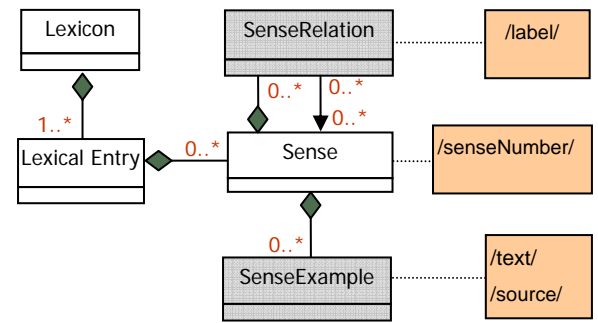 Lexicon
SenseRelation
/label/
0..*
0..*
0..*
1..*
Lexical Entry
0..*
Sense
/senseNumber/
0..*
SenseExample
/text/
/source/